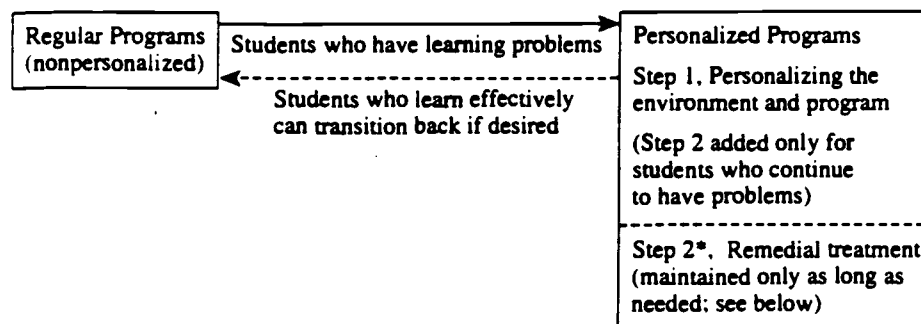 Regular Programs
(nonpersonalized)
Students who have learning problems
Students who learn effectively
can transition back if desired
Personalized Programs
Step 1, Personalizing the
environment and program
(Step 2 added only for
students who continue
to have problems)
Step 2*, Remedial treatment
(maintained only as long as
needed; see below)